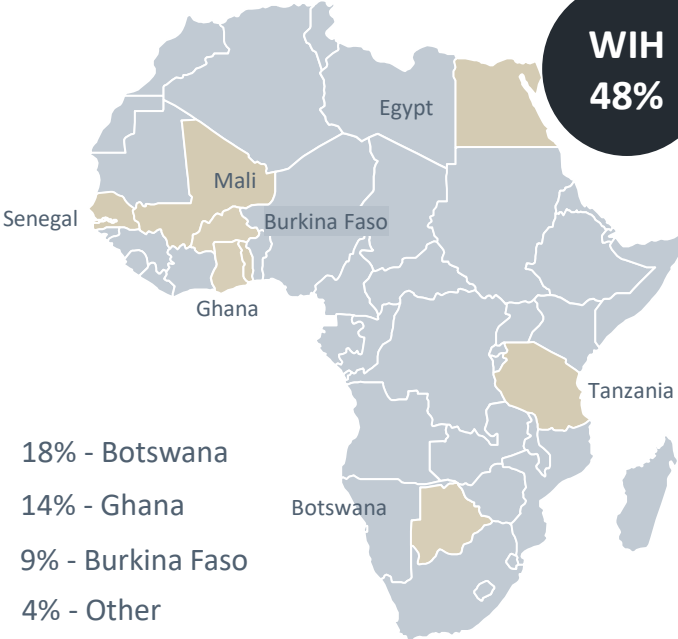 WIH
48%
Egypt
Mali
Senegal
Burkina Faso
Ghana
Tanzania
18% - Botswana
14% - Ghana
Botswana
9% - Burkina Faso
4% - Other